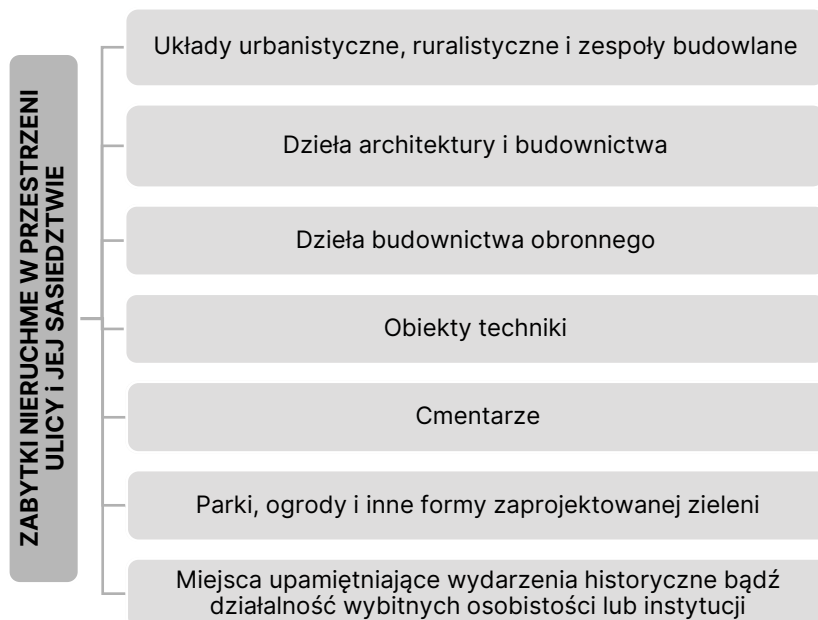 ZABYTKI NIERUCHME W PRZESTRZENI
ULICY i JEJ SASIEDZTWIE
Układy urbanistyczne, ruralistyczne i zespoły budowlane
Dzieła architektury i budownictwa
Dzieła budownictwa obronnego
Obiekty techniki
Cmentarze
Parki, ogrody i inne formy zaprojektowanej zieleni
Miejsca upamiętniające wydarzenia historyczne bądź
działalność wybitnych osobistości lub instytucji